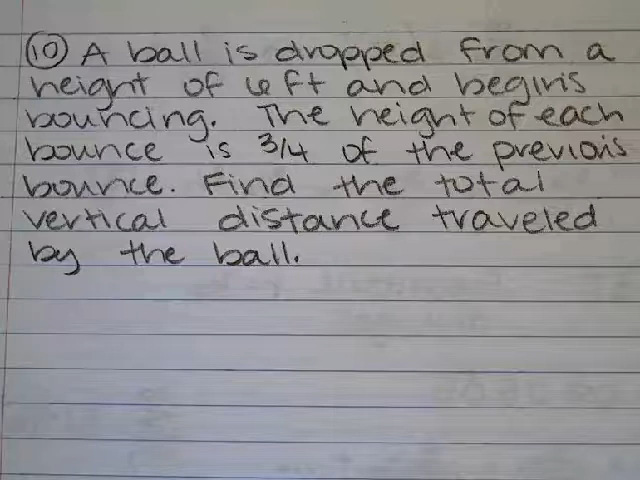 (10) A ball is dropped from a
height of 6 ft and begins
bouncing. The height of each
bounce is 3/4 of the previous
bounce. Find the total
vertical distance traveled
by the ball.